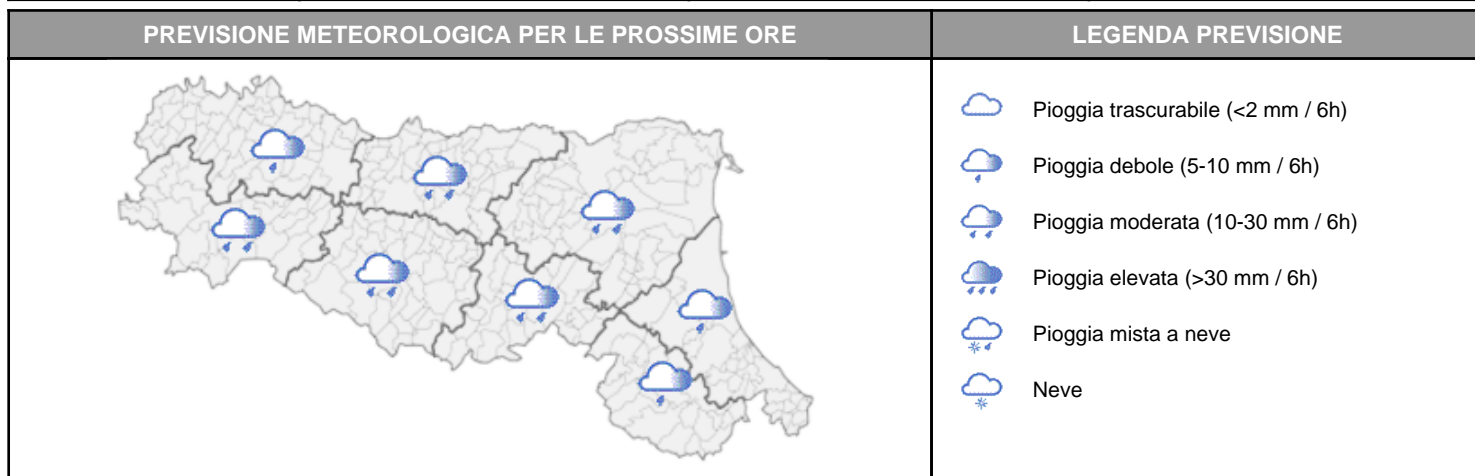 PREVISIONE METEOROLOGICA PER LE PROSSIME ORE
LEGENDA PREVISIONE
Pioggia trascurabile (<2 mm / 6h)
Pioggia debole (5-10 mm / 6h)
Pioggia moderata (10-30 mm / 6h)
Pioggia elevata (>30 mm / 6h)
Pioggia mista a neve
Neve